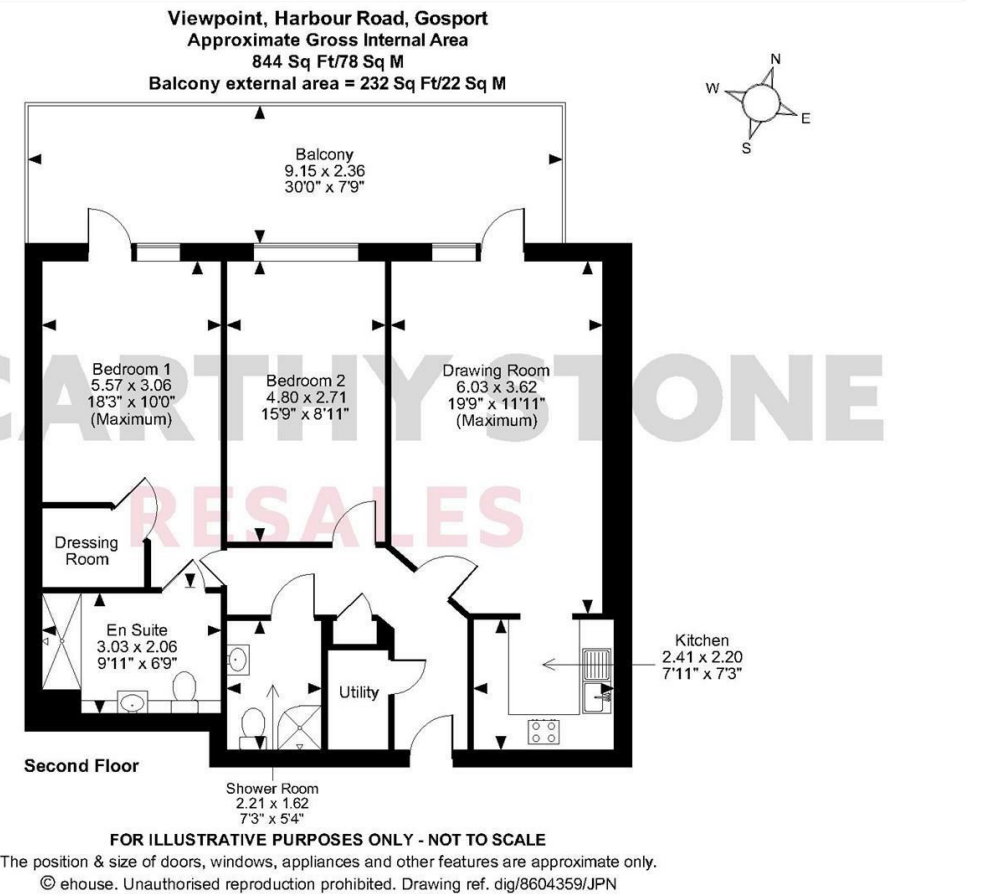 Viewpoint, Harbour Road, Gosport
Approximate Gross Internal Area
844 Sq Ft/78 Sq M
Balcony external area = 232 Sq Ft/22 Sq M
N
W
E
S
Balcony
9.15 x 2.36
30'0" x 7'9"
Bedroom 1
5.57 x 3.06
18'3" x 10'0"
(Maximum)
Bedroom 2
4.80 x 2.71
15'9" x 8'11"
Drawing Room
6.03 x 3.62
19'9" x 11'11"
(Maximum)
CARTHY STONE
RESALES
Dressing
Room
En Suite
3.03 x 2.06
9'11" x 6'9"
Kitchen
2.41 x 2.20
7'11" x 7'3"
Utility
Second Floor
Shower Room
2.21 x 1.62
7'3" x 5'4"
FOR ILLUSTRATIVE PURPOSES ONLY - NOT TO SCALE
The position & size of doors, windows, appliances and other features are approximate only.
© ehouse. Unauthorised reproduction prohibited. Drawing ref. dig/8604359/JPN